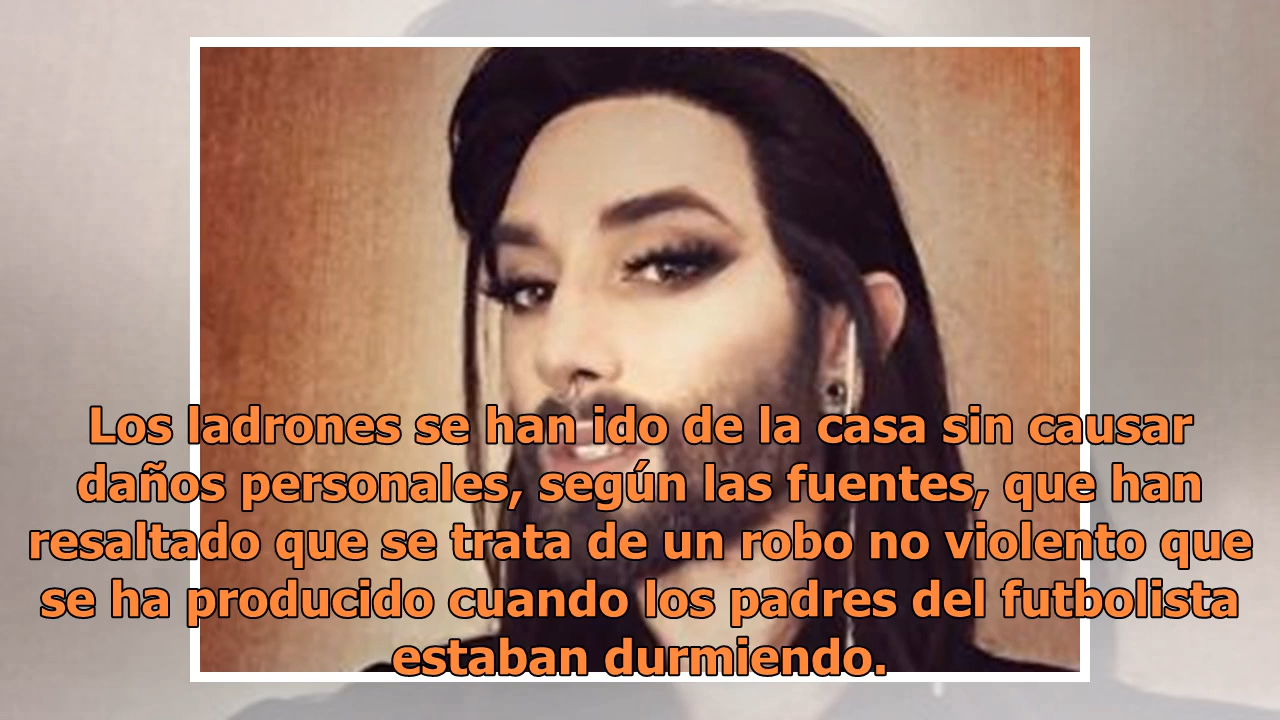 Los ladrones se han ido de la casa sin causar
daños personales, según las fuentes, que han
resaltado que se trata de un robo no violento que
se ha producido cuando los padres del futbolista
estaban durmiendo.